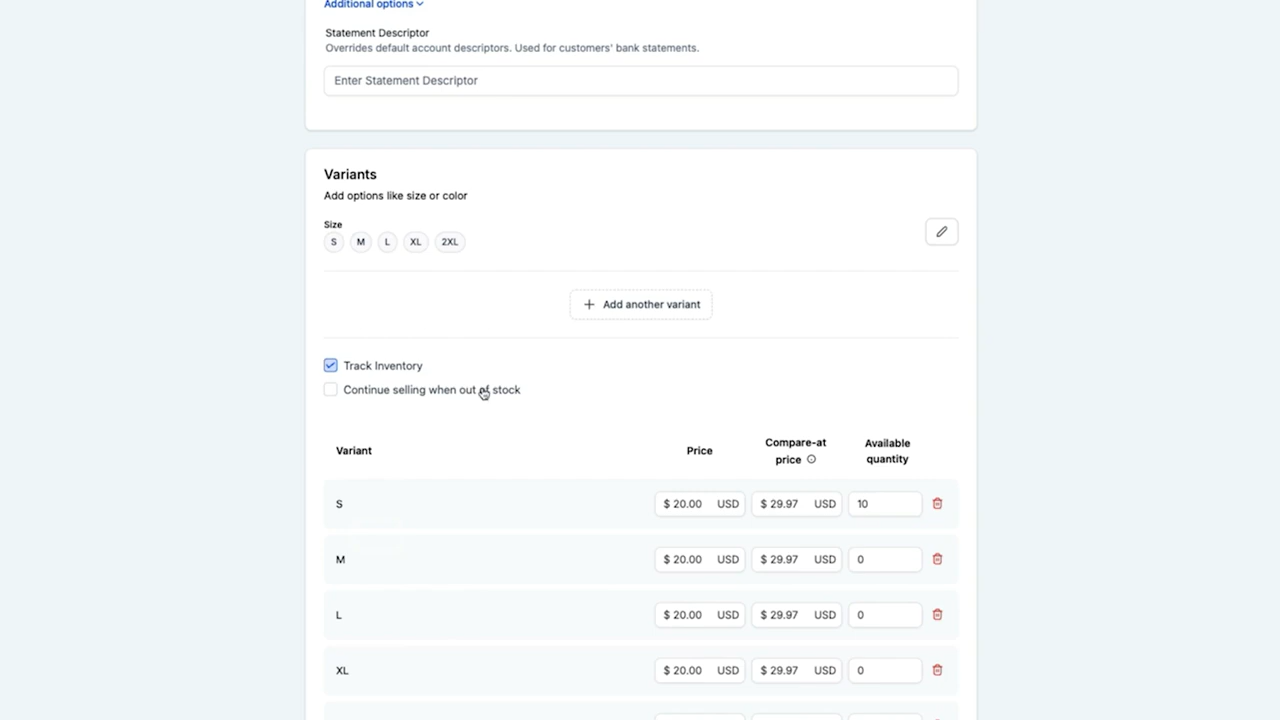 Additional options
Statement Descriptor
Overrides default account descriptors. Used for customers' bank statements.
Enter Statement Descriptor
Variants
Add options like size or color
Size
S M L XL 2XL
Add another variant
Track Inventory
Continue selling when out of stock
Variant Price Compare-at price Available quantity
S $ 20.00 USD $ 29.97 USD 10
M $ 20.00 USD $ 29.97 USD 0
L $ 20.00 USD $ 29.97 USD 0
XL $ 20.00 USD $ 29.97 USD 0